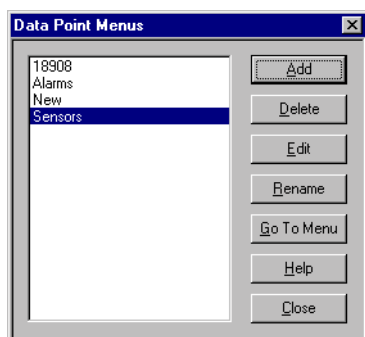 Data Point Menus
18908
Alarms
New
Sensors
Add
Delete
Edit
Rename
Go To Menu
Help
Close